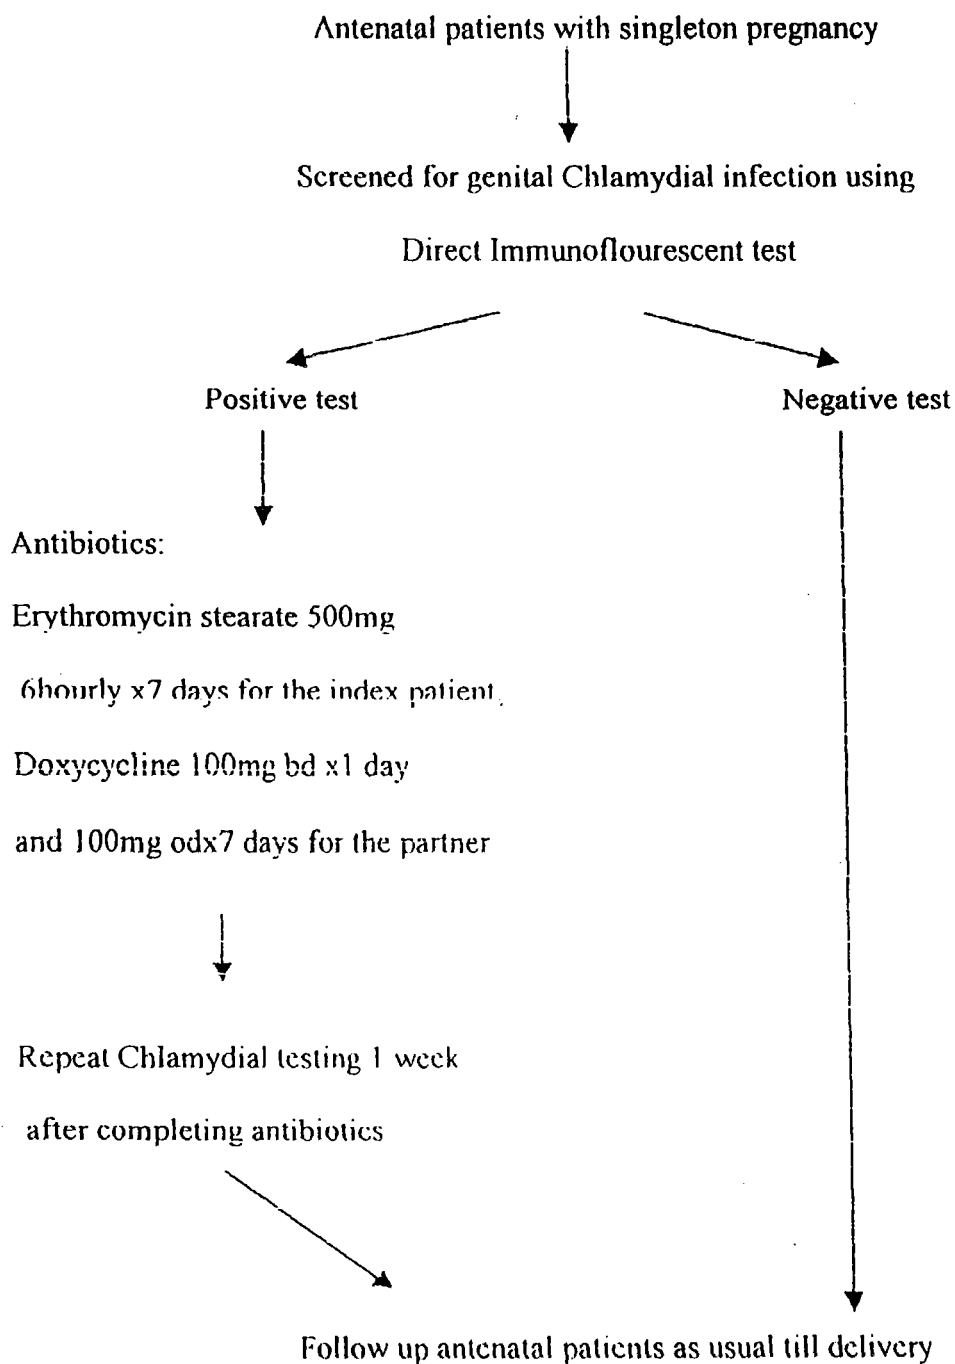 Antenatal patients with singleton pregnancy
Screened for genital Chlamydial infection using
Direct Immunoflourescent test
Positive test
Negative test
Antibiotics:
Erythromycin stearate 500mg
6hourly x7 days for the index patient.
Doxycycline 100mg bd x1 day
and 100mg odx7 days for the partner
Repeat Chlamydial testing 1 week
after completing antibiotics
Follow up antenatal patients as usual till delivery